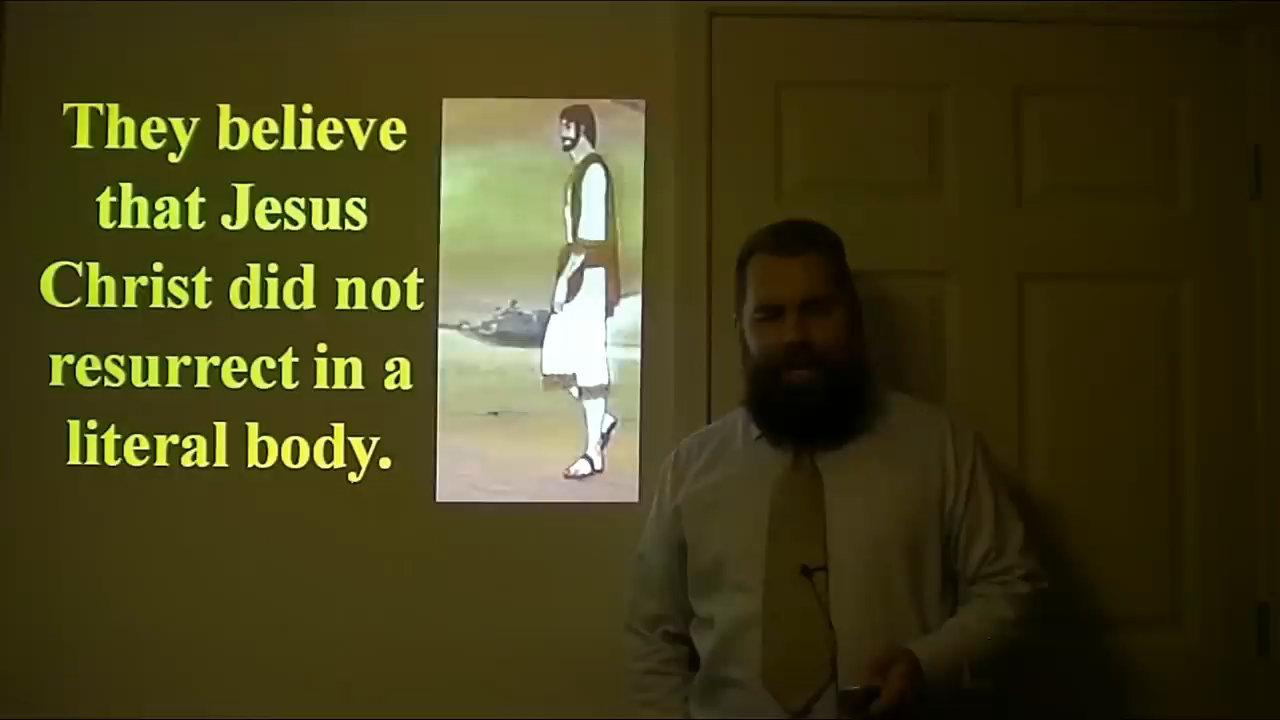 They believe
that Jesus
Christ did not
resurrect in a
literal body.